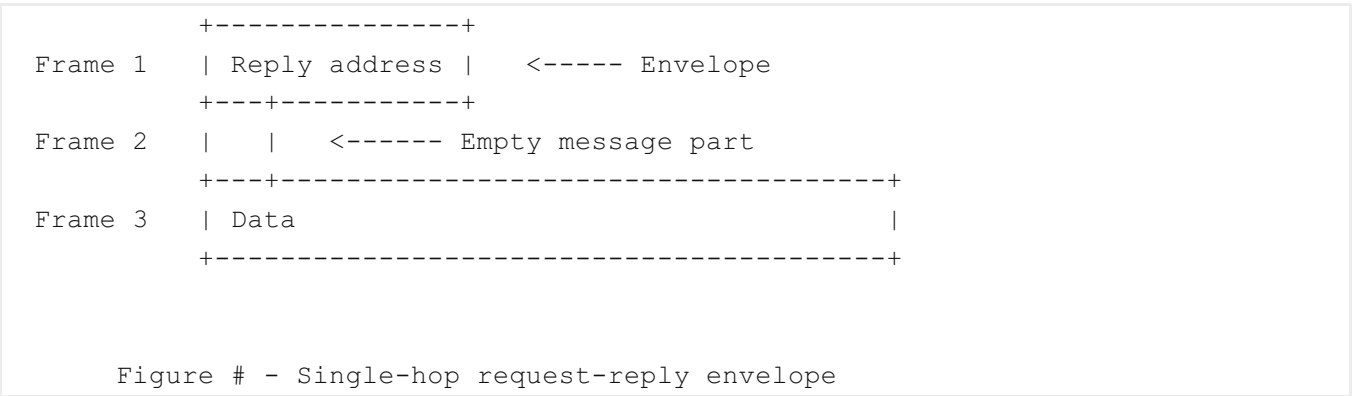 +---------------+
Frame 1  | Reply address |   <----- Envelope
         +---+-----------+
Frame 2  |   |   <------ Empty message part
         +---+-------------------------------------+
Frame 3  | Data                                    |
         +-----------------------------------------+
Figure # - Single-hop request-reply envelope